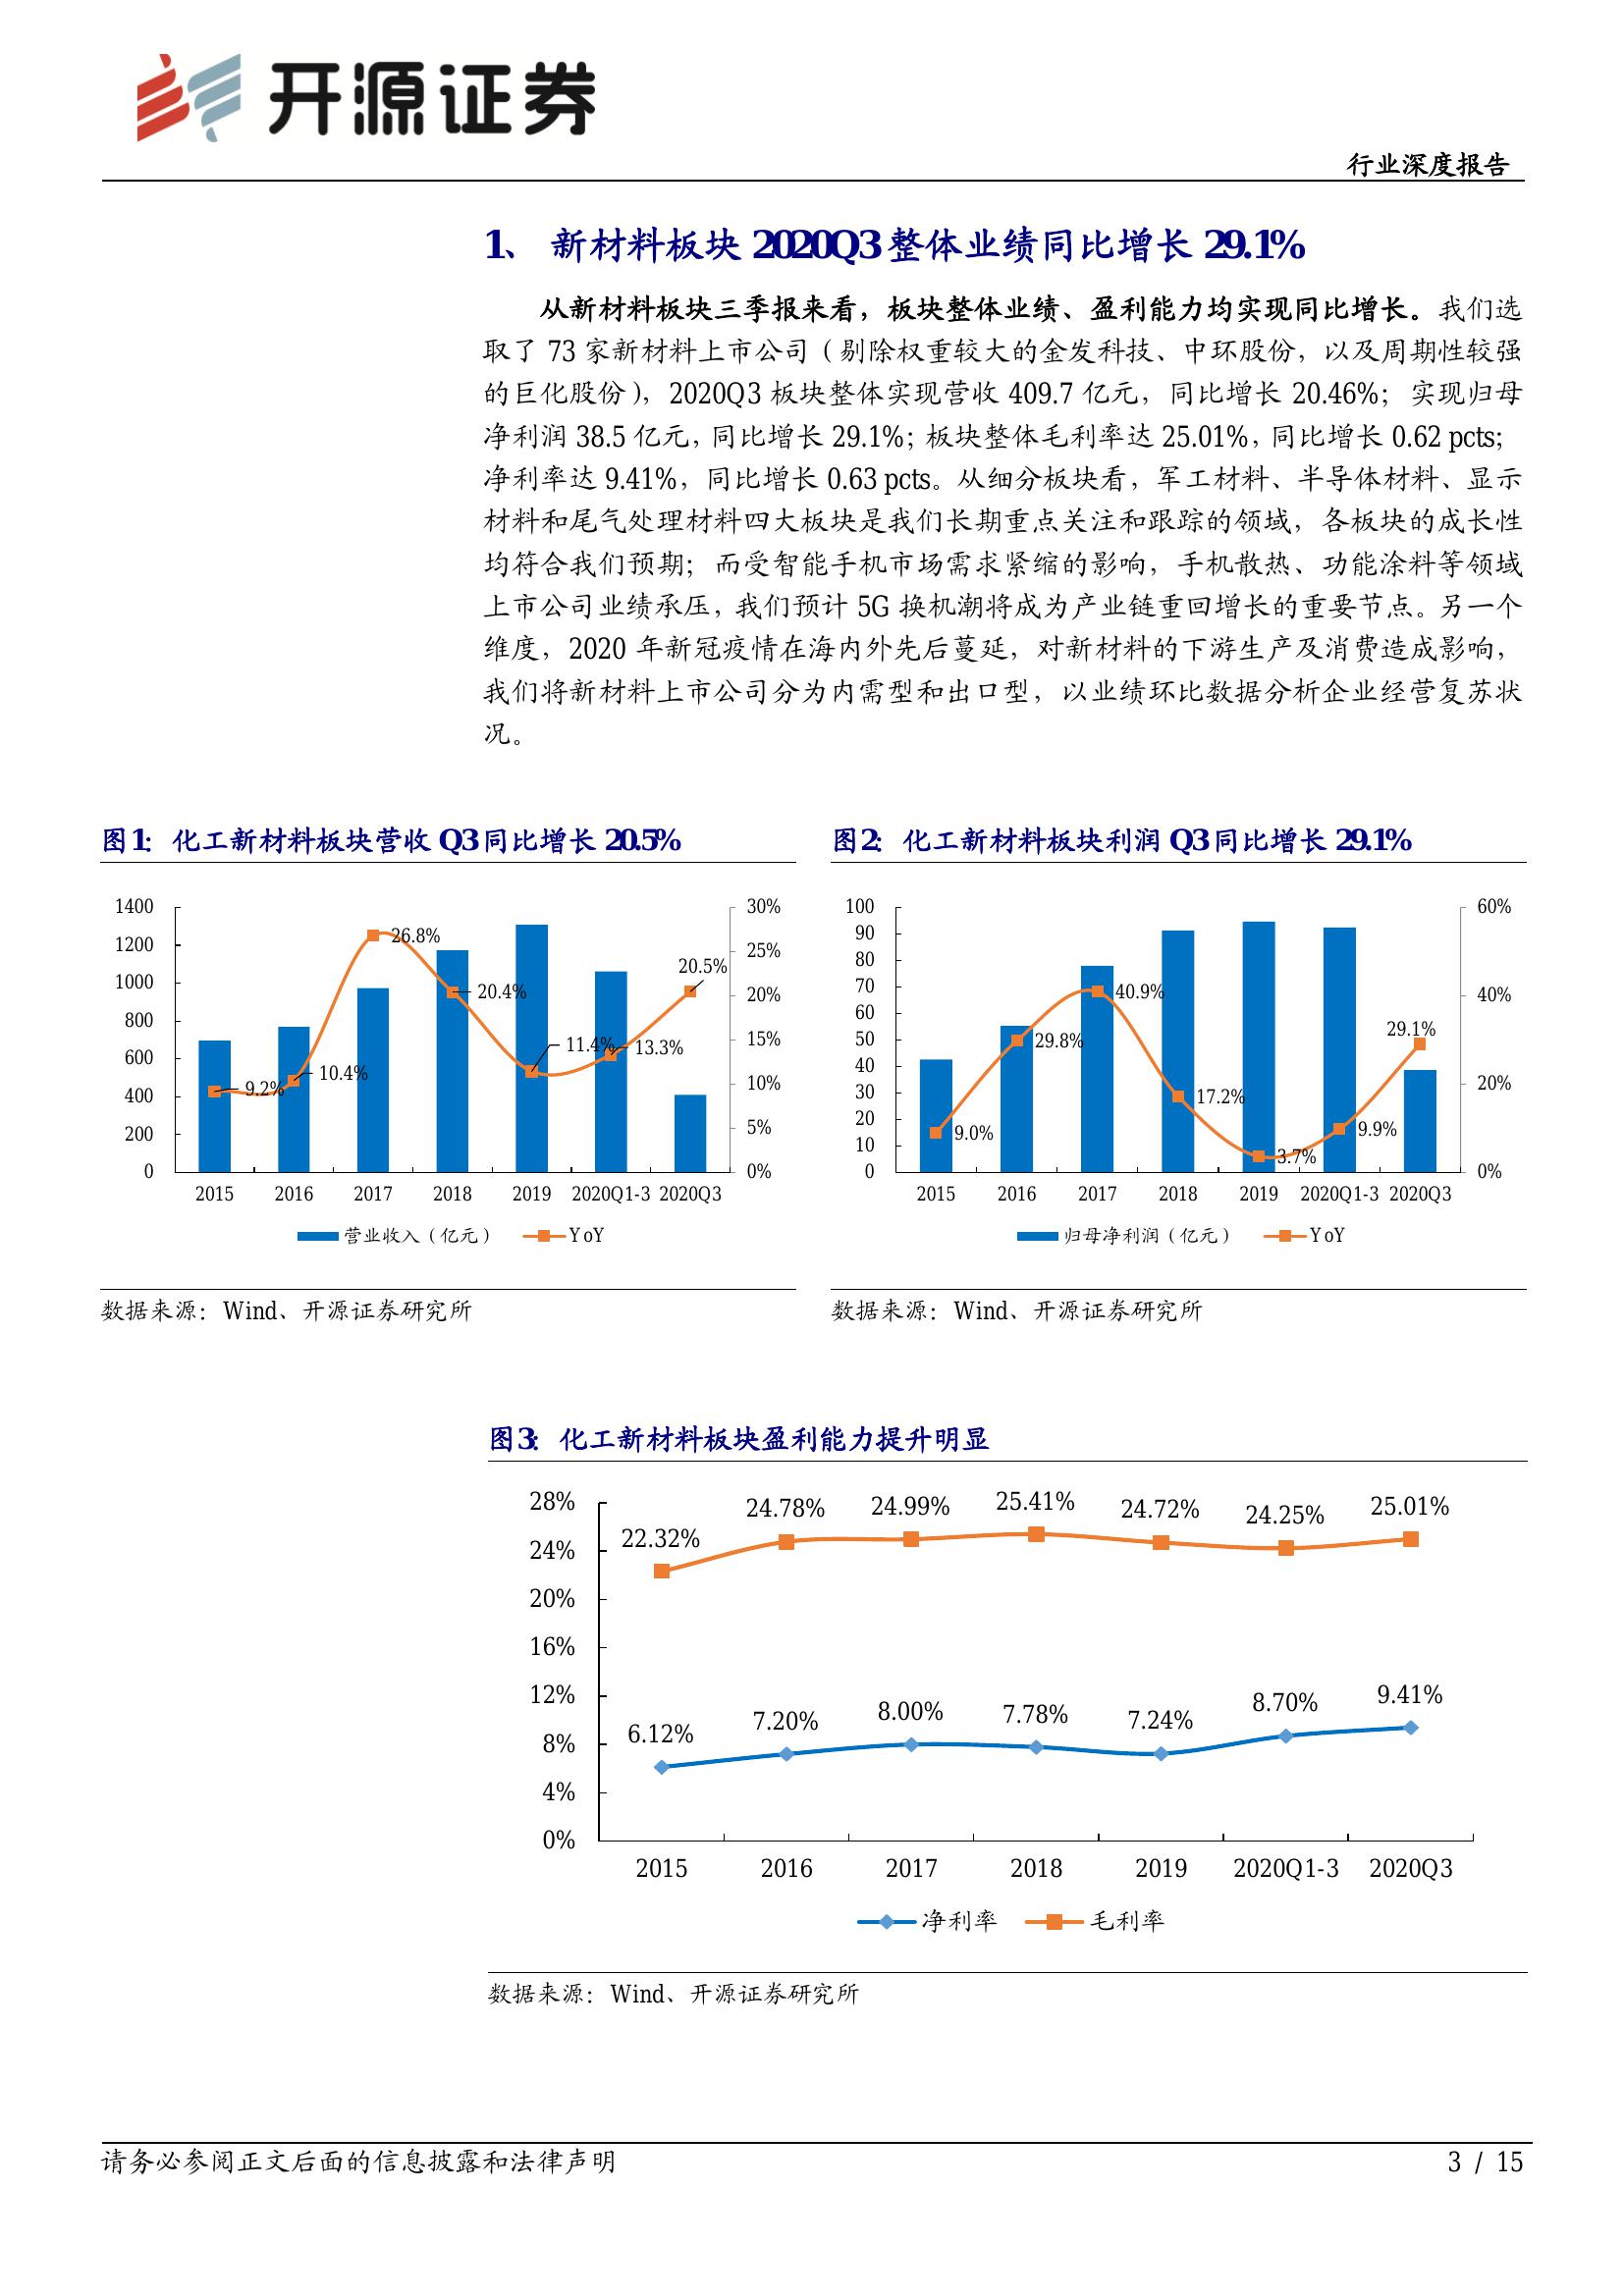 开源证券
行业深度报告
1、 新材料板块 2020Q3 整体业绩同比增长 29.1%
从新材料板块三季报来看，板块整体业绩、盈利能力均实现同比增长。我们选
取了 73 家新材料上市公司（剔除权重较大的金发科技、中环股份，以及周期性较强
的巨化股份），2020Q3 板块整体实现营收 409.7 亿元，同比增长 20.46%；实现归母
净利润 38.5 亿元，同比增长 29.1%；板块整体毛利率达 25.01%，同比增长 0.62 pcts；
净利率达 9.41%，同比增长 0.63 pcts。从细分板块看，军工材料、半导体材料、显示
材料和尾气处理材料四大板块是我们长期重点关注和跟踪的领域，各板块的成长性
均符合我们预期；而受智能手机市场需求紧缩的影响，手机散热、功能涂料等领域
上市公司业绩承压，我们预计 5G 换机潮将成为产业链重回增长的重要节点。另一个
维度，2020 年新冠疫情在海内外先后蔓延，对新材料的下游生产及消费造成影响，
我们将新材料上市公司分为内需型和出口型，以业绩环比数据分析企业经营复苏状
况。
图1： 化工新材料板块营收 Q3 同比增长 20.5%
1400
1200
1000
800
600
400
200
0
30%
25%
20%
15%
10%
5%
0%
9.2%
10.4%
26.8%
20.4%
11.4%
13.3%
20.5%
2015 2016 2017 2018 2019 2020Q1-3 2020Q3
营业收入（亿元） YoY
数据来源：Wind、开源证券研究所
图2： 化工新材料板块利润 Q3 同比增长 29.1%
100
90
80
70
60
50
40
30
20
10
0
60%
40%
20%
0%
9.0%
29.8%
40.9%
17.2%
3.7%
9.9%
29.1%
2015 2016 2017 2018 2019 2020Q1-3 2020Q3
归母净利润（亿元） YoY
数据来源：Wind、开源证券研究所
图3： 化工新材料板块盈利能力提升明显
28%
24%
20%
16%
12%
8%
4%
0%
22.32% 24.78% 24.99% 25.41% 24.72% 24.25% 25.01%
6.12% 7.20% 8.00% 7.78% 7.24% 8.70% 9.41%
2015 2016 2017 2018 2019 2020Q1-3 2020Q3
净利率 毛利率
数据来源：Wind、开源证券研究所
请务必参阅正文后面的信息披露和法律声明
3 / 15